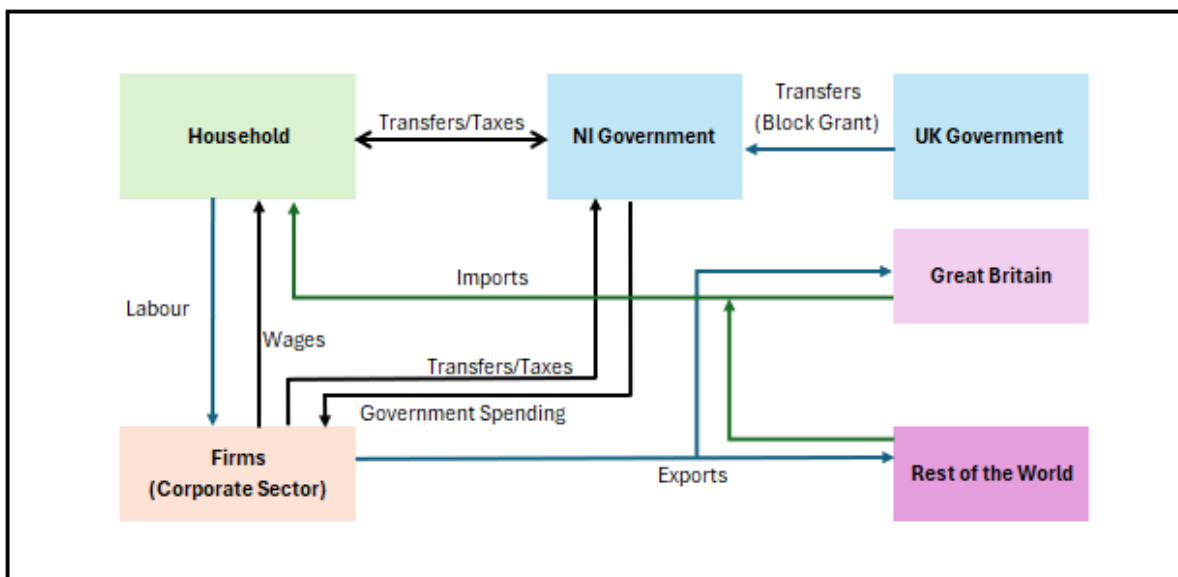 Household
Transfers/Taxes
NI Government
Transfers
(Block Grant)
UK Government
Imports
Great Britain
Labour
Wages
Transfers/Taxes
Government Spending
Firms
(Corporate Sector)
Exports
Rest of the World